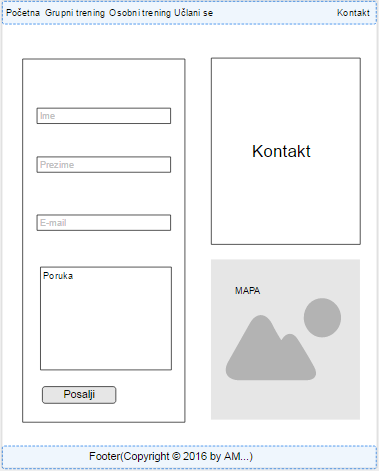 Početna Grupni trening Osobni trening Učlani se Kontakt
Ime
Prezime
E-mail
Poruka
Posalji
Kontakt
MAPA
Footer(Copyright © 2016 by AM...)